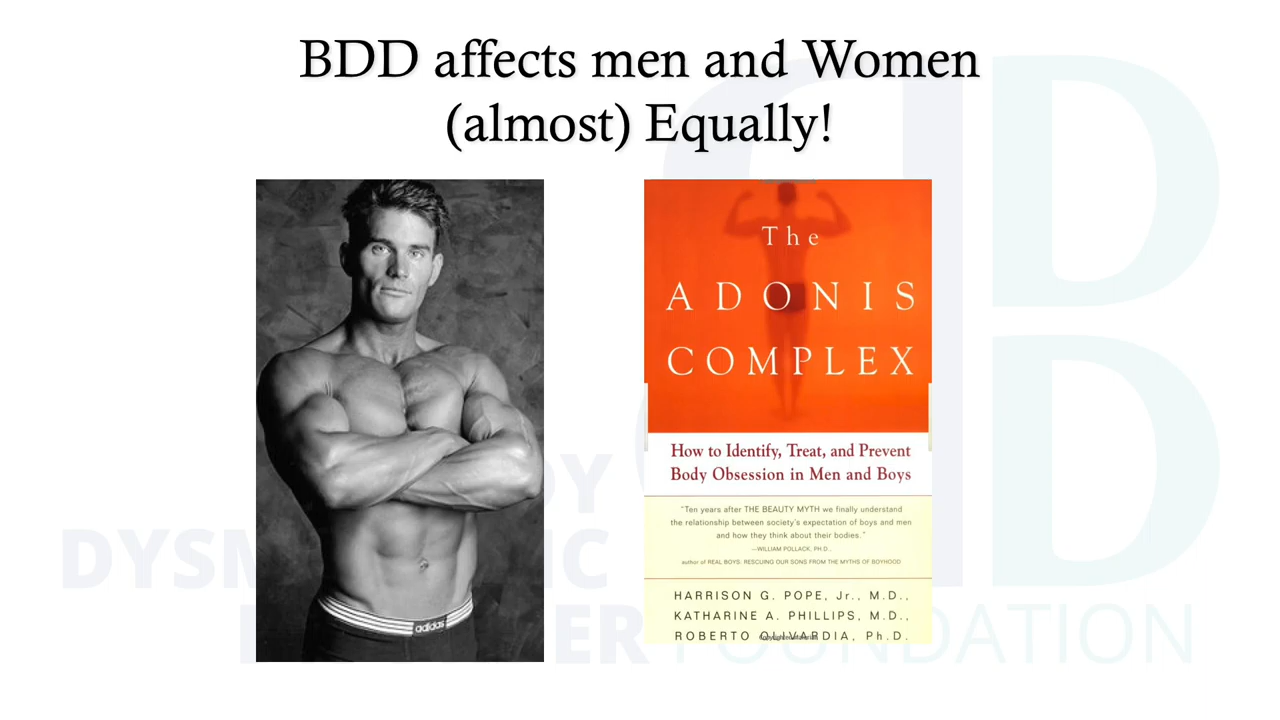 BDD affects men and Women
(almost) Equally!
adidas
The
ADONIS
COMPLEX
How to Identify, Treat, and Prevent
Body Obsession in Men and Boys
"Ten years after THE BEAUTY MYTH we finally understand
the relationship between society's expectation of boys and men
and how they think about their bodies."
—WILLIAM POLLACK, PH.D.,
author of REAL BOYS: RESCUING OUR SONS FROM THE MYTHS OF BOYHOOD
HARRISON G. POPE, Jr., M.D.,
KATHARINE A. PHILLIPS, M.D.,
ROBERTO OLIVARDIA, Ph.D.
FOUNDATION